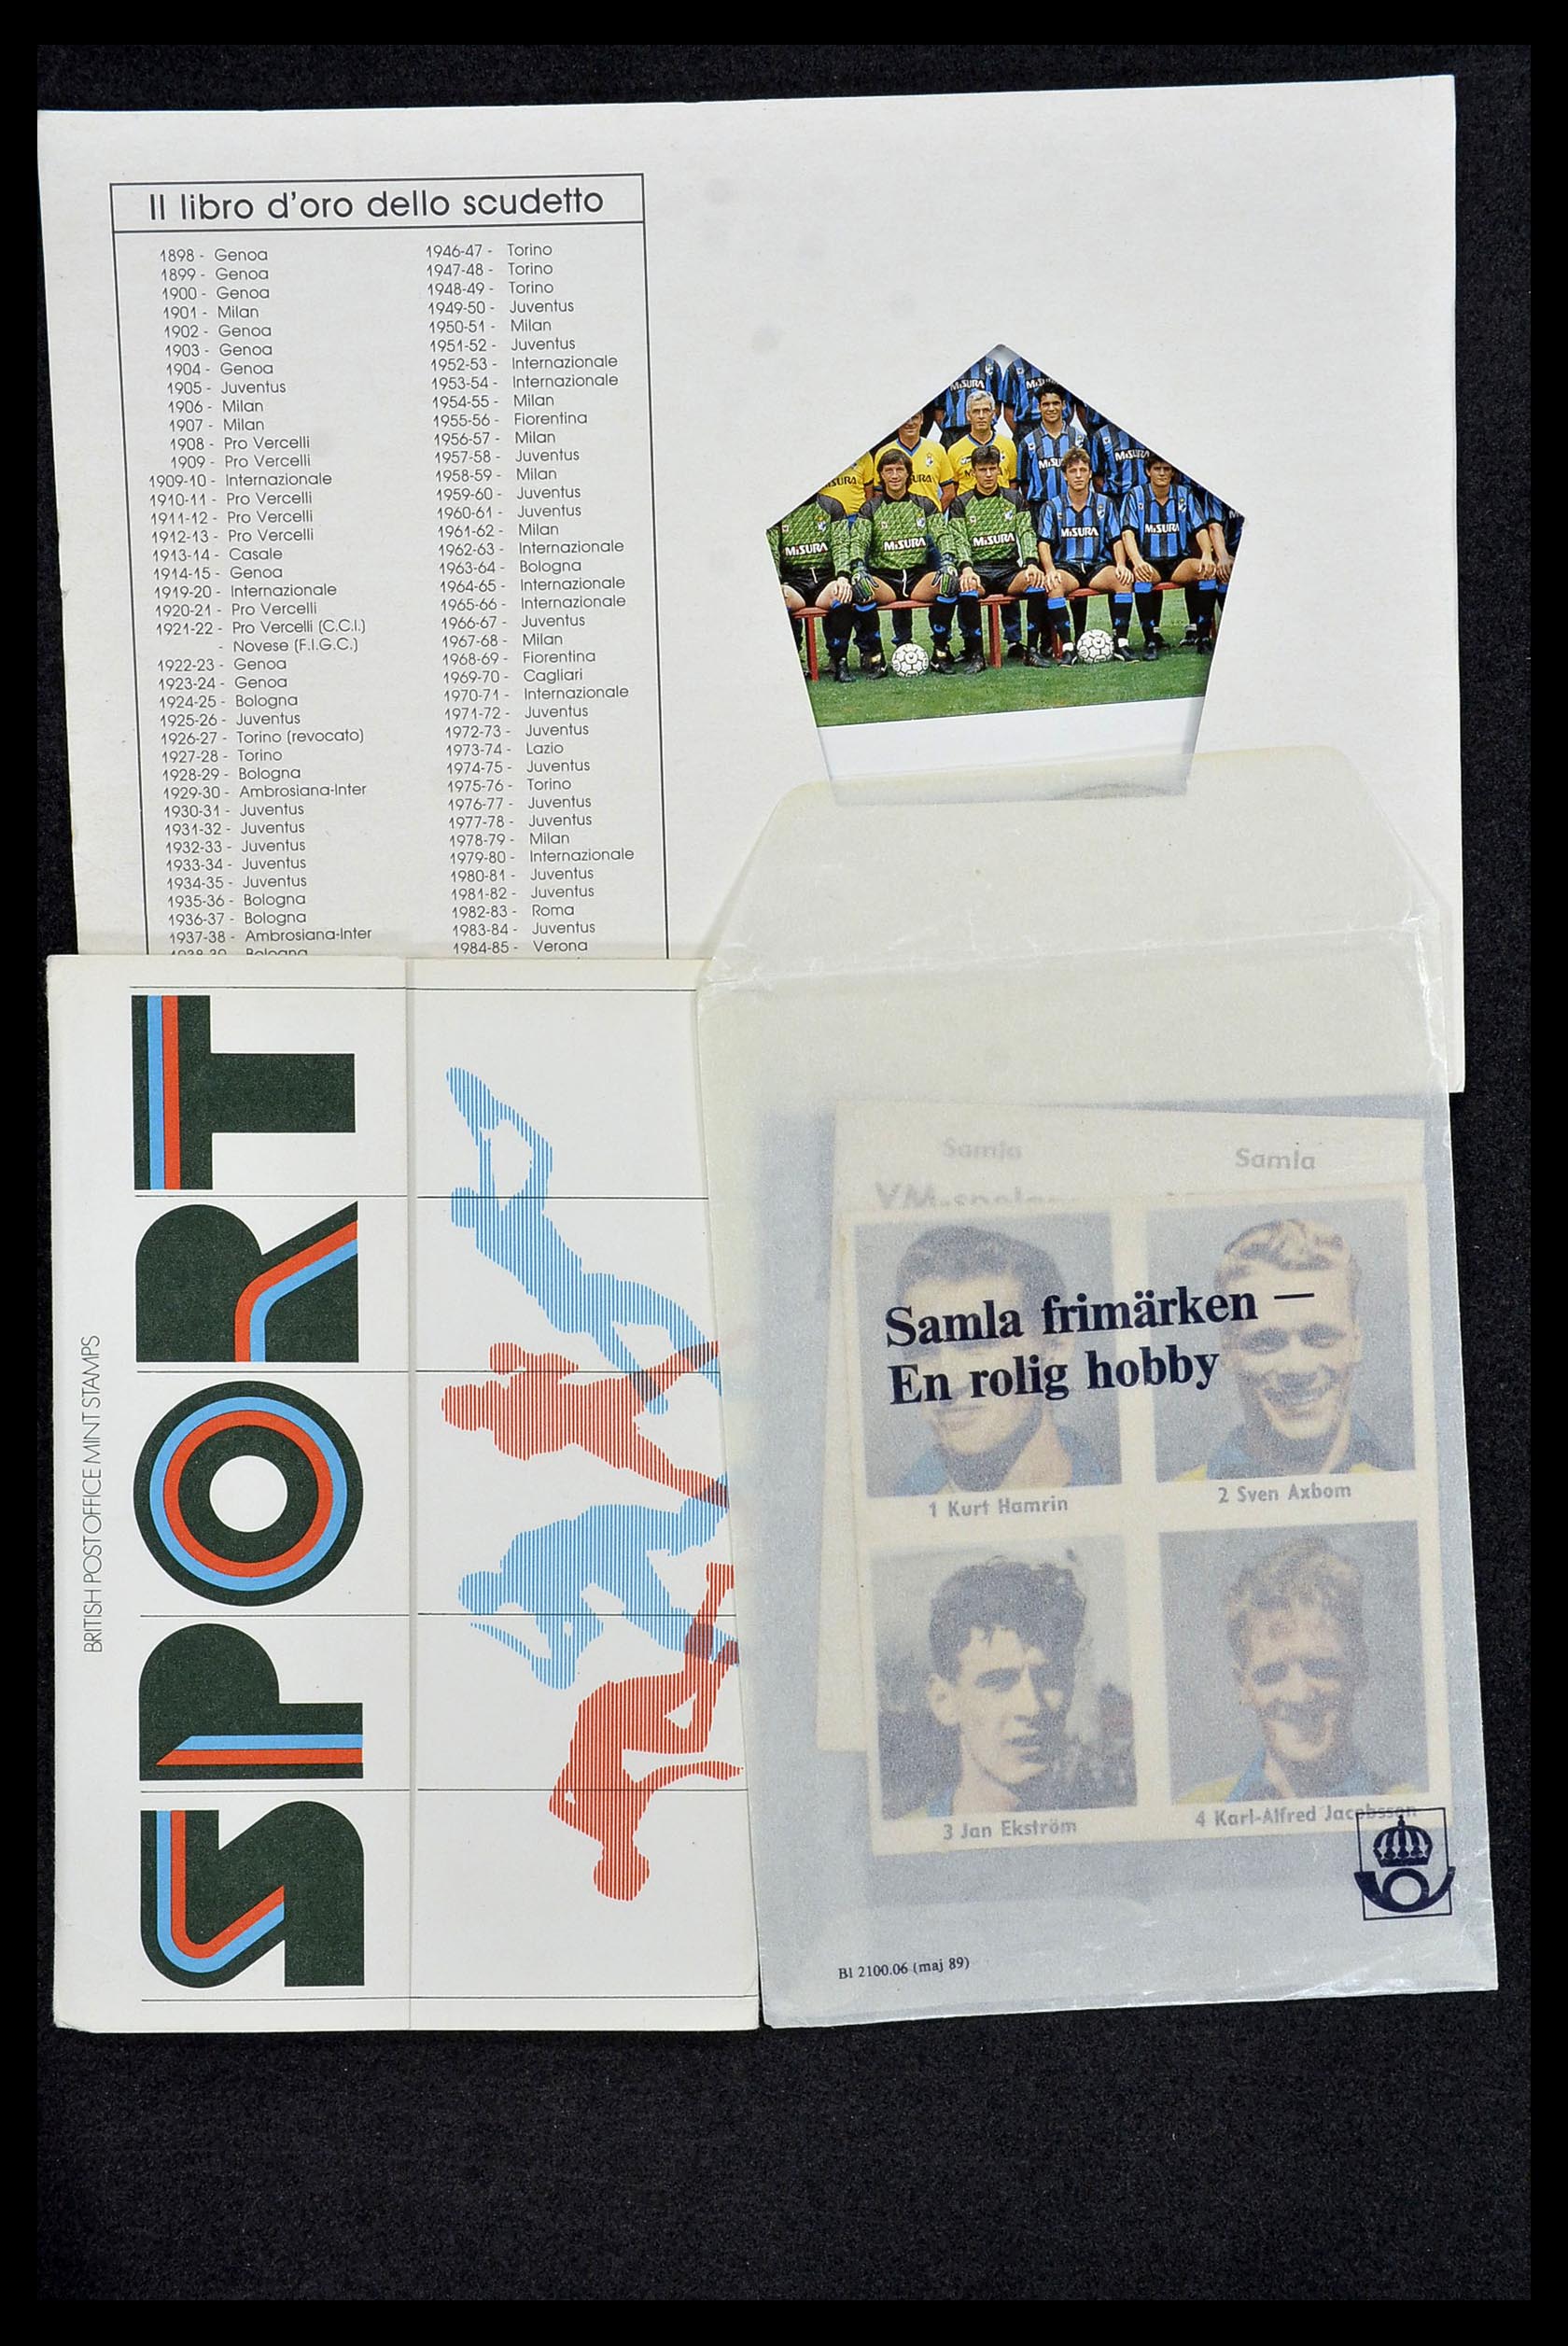 Il libro d'oro dello scudetto
1898 - Genoa
1899 - Genoa
1900 - Genoa
1901 - Milan
1902 - Genoa
1903 - Genoa
1904 - Genoa
1905 - Juventus
1906 - Milan
1907 - Milan
1908 - Pro Vercelli
1909 - Pro Vercelli
1909-10 - Internazionale
1910-11 - Pro Vercelli
1911-12 - Pro Vercelli
1912-13 - Pro Vercelli
1913-14 - Casale
1914-15 - Genoa
1919-20 - Internazionale
1920-21 - Pro Vercelli
1921-22 - Pro Vercelli (C.C.I.)
- Novese (F.I.G.C.)
1922-23 - Genoa
1923-24 - Genoa
1924-25 - Bologna
1925-26 - Juventus
1926-27 - Torino (revocato)
1927-28 - Torino
1928-29 - Bologna
1929-30 - Ambrosiana-Inter
1930-31 - Juventus
1931-32 - Juventus
1932-33 - Juventus
1933-34 - Juventus
1934-35 - Juventus
1935-36 - Bologna
1936-37 - Bologna
1937-38 - Ambrosiana-Inter
1938-39 Bologna
1946-47 - Torino
1947-48 - Torino
1948-49 - Torino
1949-50 - Juventus
1950-51 - Milan
1951-52 - Juventus
1952-53 - Internazionale
1953-54 - Internazionale
1954-55 - Milan
1955-56 - Fiorentina
1956-57 - Milan
1957-58 - Juventus
1958-59 - Milan
1959-60 - Juventus
1960-61 - Juventus
1961-62 - Milan
1962-63 - Internazionale
1963-64 - Bologna
1964-65 - Internazionale
1965-66 - Internazionale
1966-67 - Juventus
1967-68 - Milan
1968-69 - Fiorentina
1969-70 - Cagliari
1970-71 - Internazionale
1971-72 - Juventus
1972-73 - Juventus
1973-74 - Lazio
1974-75 - Juventus
1975-76 - Torino
1976-77 - Juventus
1977-78 - Juventus
1978-79 - Milan
1979-80 - Internazionale
1980-81 - Juventus
1981-82 - Juventus
1982-83 - Roma
1983-84 - Juventus
1984-85 - Verona
MISURA
MISURA
MISURA
MISURA
MISURA
MISURA
BRITISH POST OFFICE MINT STAMPS
SPORT
Samla
Samla
Samla frimärken —
En rolig hobby
1 Kurt Hamrin
2 Sven Axbom
3 Jan Ekström
4 Karl-Alfred Jacobsson
Bl 2100.06 (maj 89)